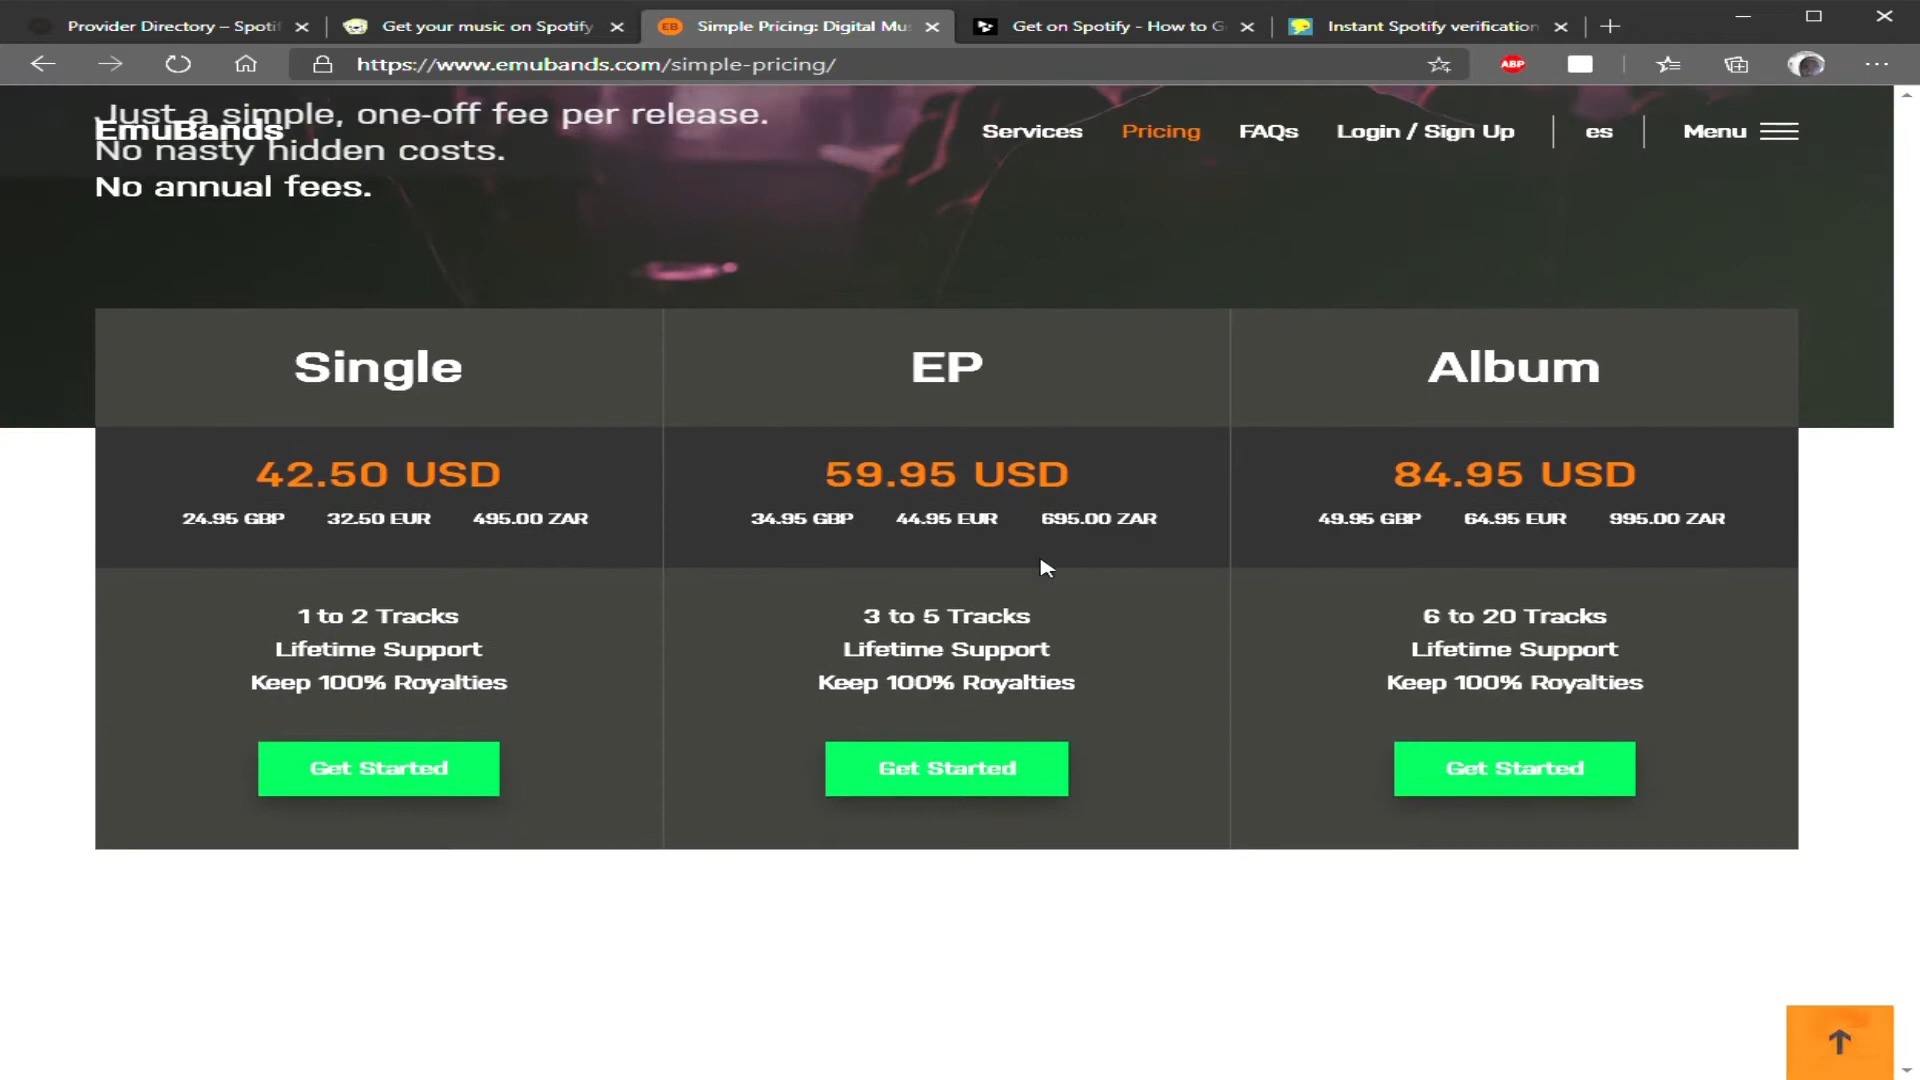 Provider Directory – Spoti
Get your music on Spotify
EB
Simple Pricing: Digital Mu
Get on Spotify - How to G
Instant Spotify verification
https://www.emubands.com/simple-pricing/
ABP
Just a simple, one-off fee per release.
EmuBands
No nasty hidden costs.
No annual fees.
Services
Pricing
FAQs
Login / Sign Up
es
Menu
Single
EP
Album
42.50 USD
59.95 USD
84.95 USD
24.95 GBP 32.50 EUR 495.00 ZAR
34.95 GBP 44.95 EUR 695.00 ZAR
49.95 GBP 64.95 EUR 995.00 ZAR
1 to 2 Tracks
Lifetime Support
Keep 100% Royalties
3 to 5 Tracks
Lifetime Support
Keep 100% Royalties
6 to 20 Tracks
Lifetime Support
Keep 100% Royalties
Get Started
Get Started
Get Started